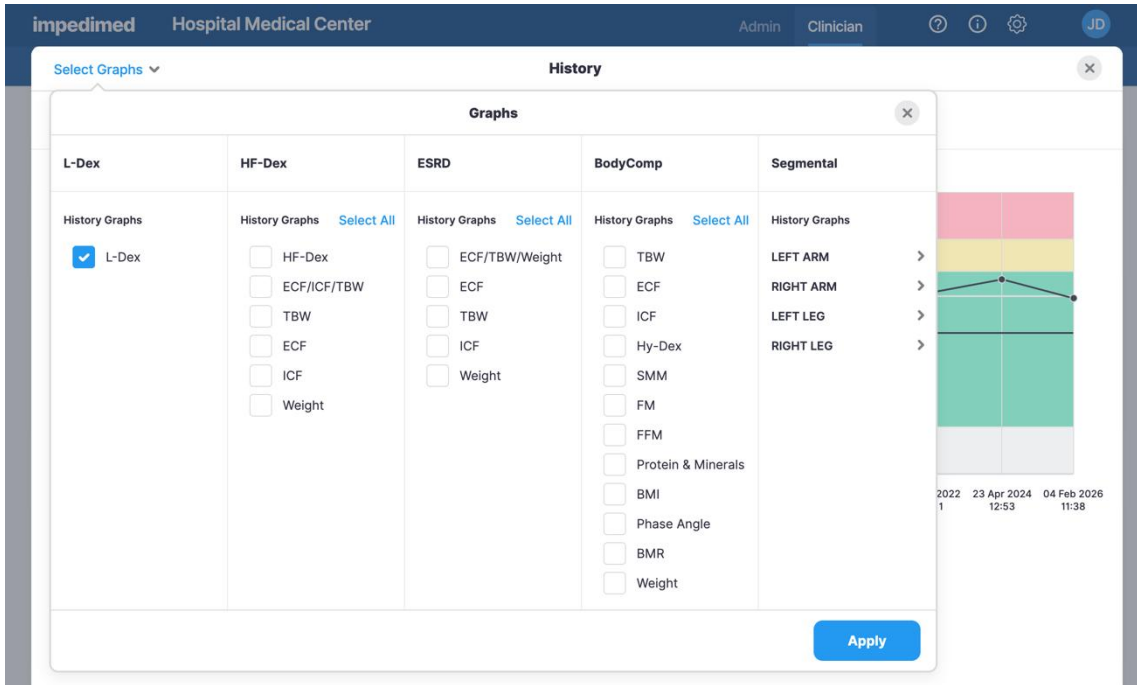 impedimed Hospital Medical Center Admin Clinician JD
Select Graphs History
Graphs
L-Dex HF-Dex ESRD BodyComp Segmental
History Graphs History Graphs Select All History Graphs Select All History Graphs Select All History Graphs
L-Dex HF-Dex ECF/TBW/Weight TBW LEFT ARM
ECF/ICF/TBW ECF ECF RIGHT ARM
TBW TBW ICF LEFT LEG
ECF ICF Hy-Dex RIGHT LEG
ICF Weight SMM
Weight FM
FFM
Protein & Minerals
BMI
Phase Angle
BMR
Weight
2022 23 Apr 2024 04 Feb 2026
1 12:53 11:38
Apply